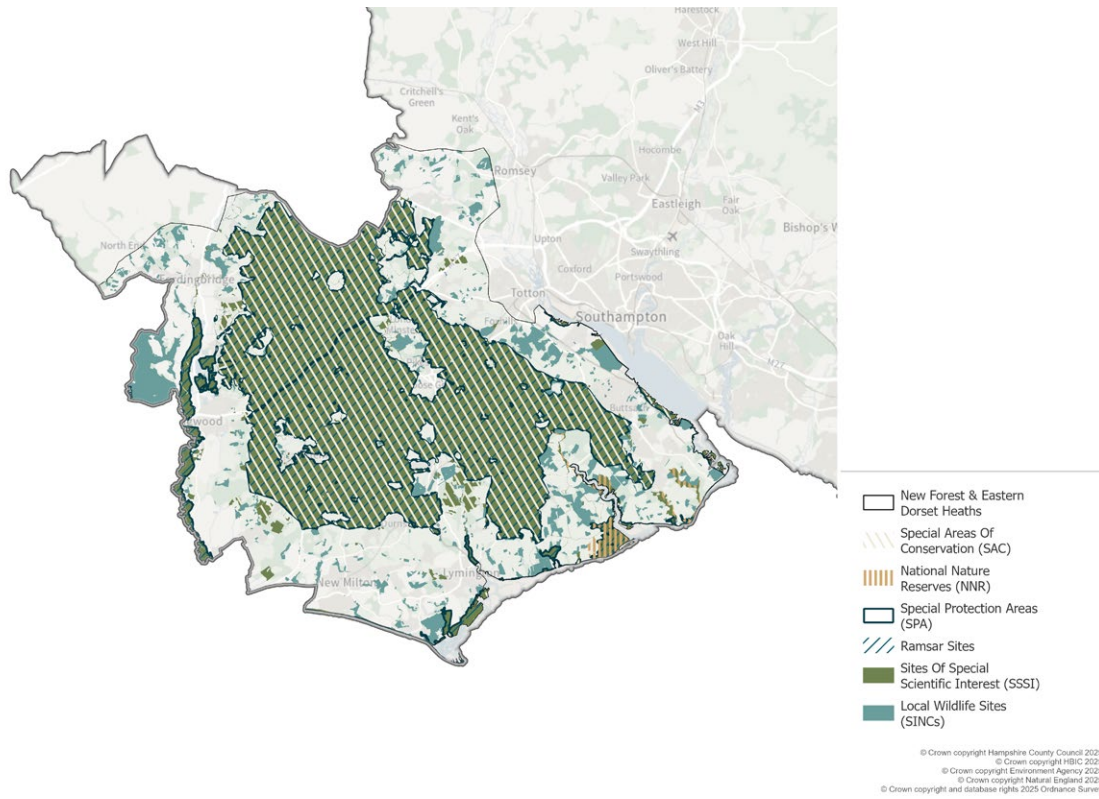 Harestock
West Hill
Oliver's Battery
M3
Critchell's
Green
Kent's
Oak
Hocombe
Romsey
Valley Park
Eastleigh
Fair
Oak
Bishop's W
North End
Upton
Swaythling
Fordingbridge
Coxford
Portswood
Totton
Southampton
Oak
Hill
M27
New Milton
Lymington
New Forest & Eastern
Dorset Heaths
Special Areas Of
Conservation (SAC)
National Nature
Reserves (NNR)
Special Protection Areas
(SPA)
Ramsar Sites
Sites Of Special
Scientific Interest (SSSI)
Local Wildlife Sites
(SINCs)
© Crown copyright Hampshire County Council 202
© Crown copyright HBIC 202
© Crown copyright Environment Agency 202
© Crown copyright Natural England 202
© Crown copyright and database rights 2025 Ordnance Surve